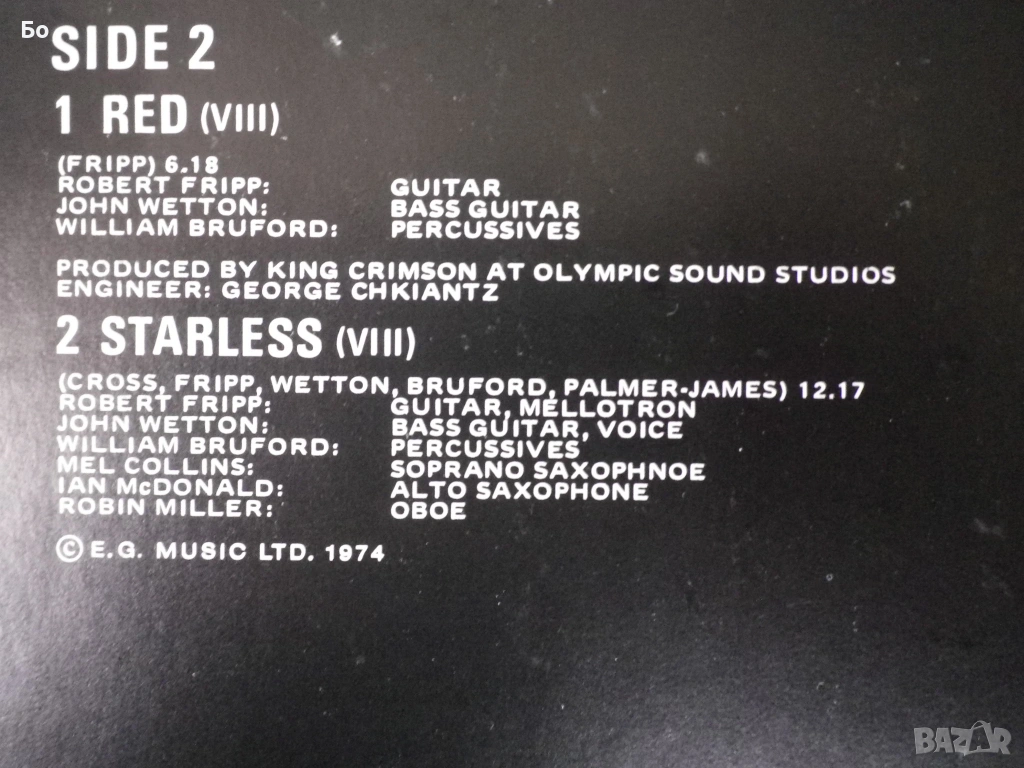 Бо
SIDE 2
1 RED (VIII)
(FRIPP) 6.18
ROBERT FRIPP: GUITAR
JOHN WETTON: BASS GUITAR
WILLIAM BRUFORD: PERCUSSIVES
PRODUCED BY KING CRIMSON AT OLYMPIC SOUND STUDIOS
ENGINEER: GEORGE CHKIANTZ
2 STARLESS (VIII)
(CROSS, FRIPP, WETTON, BRUFORD, PALMER-JAMES) 12.17
ROBERT FRIPP: GUITAR, MELLOTRON
JOHN WETTON: BASS GUITAR, VOICE
WILLIAM BRUFORD: PERCUSSIVES
MEL COLLINS: SOPRANO SAXOPHNOE
IAN McDONALD: ALTO SAXOPHONE
ROBIN MILLER: OBOE
© E.G. MUSIC LTD. 1974
BAZAR